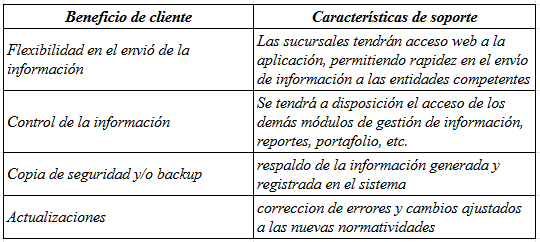 Beneficio de cliente
Características de soporte
Flexibilidad en el envió de la
información
Las sucursales tendrán acceso web a la
aplicación, permitiendo rapidez en el envío
de información a las entidades competentes
Control de la información
Se tendrá a disposición el acceso de los
demás módulos de gestión de información,
reportes, portafolio, etc.
Copia de seguridad y/o backup
respaldo de la información generada y
registrada en el sistema
Actualizaciones
correccion de errores y cambios ajustados
a las nuevas normatividades